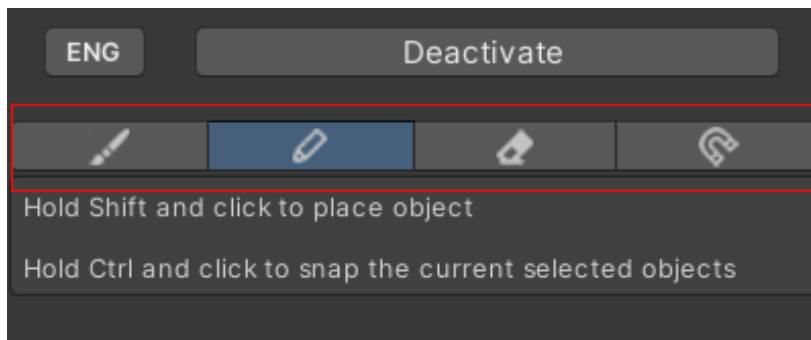 ENG
Deactivate
Hold Shift and click to place object
Hold Ctrl and click to snap the current selected objects